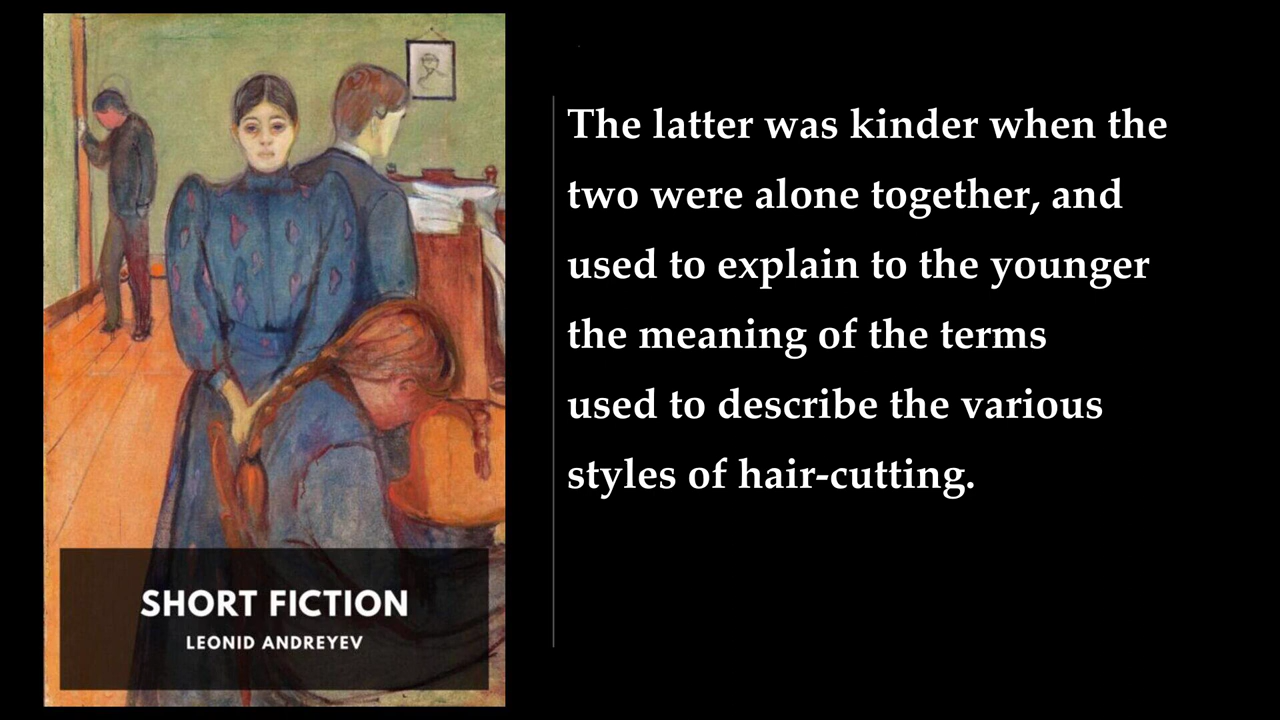 SHORT FICTION
LEONID ANDREYEV
The latter was kinder when the
two were alone together, and
used to explain to the younger
the meaning of the terms
used to describe the various
styles of hair-cutting.